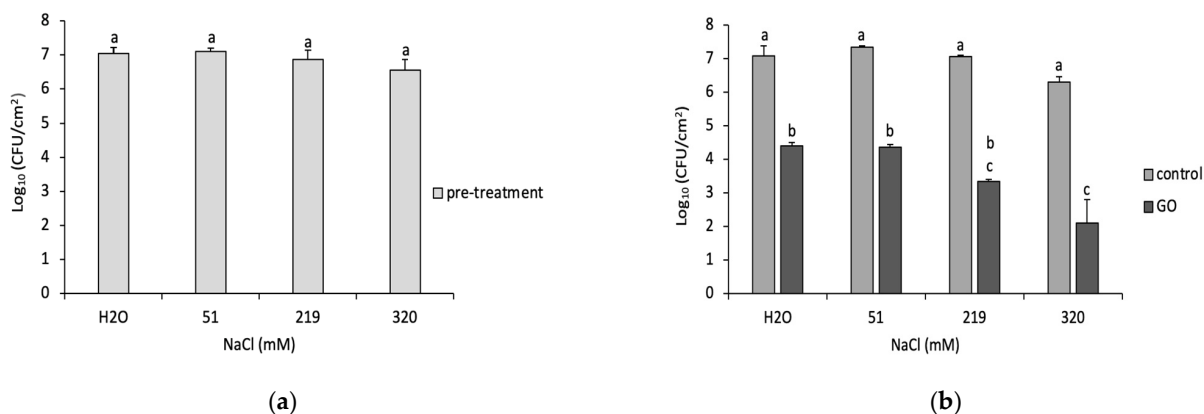 8
7
6
5
4
3
2
1
0
Log₁₀ (CFU/cm²)
a
a
a
a
H2O
51
219
320
NaCl (mM)
pre-treatment
(a)
8
7
6
5
4
3
2
1
0
Log₁₀ (CFU/cm²)
a
a
a
a
b
b
b
c
c
H2O
51
219
320
NaCl (mM)
control
GO
(b)